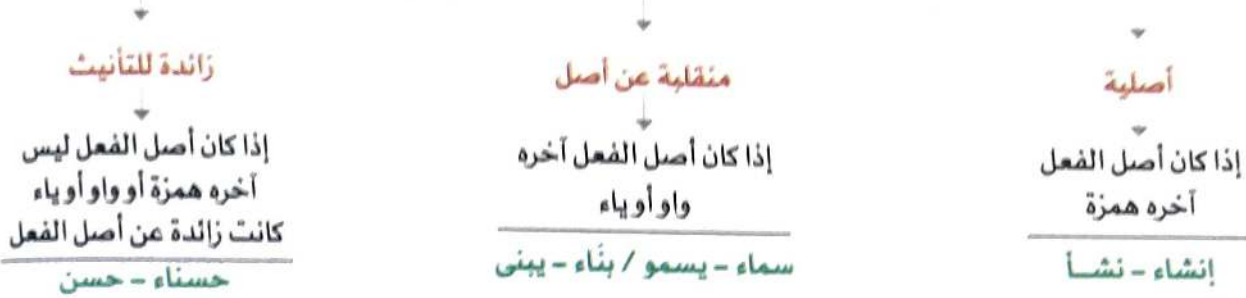 أصلية
إذا كان أصل الفعل
آخره همزة
إنشاء - نشأ
منقلبة عن أصل
إذا كان أصل الفعل آخره
واو أو ياء
سماء - يسمو / بنَاء - يبنى
زائدة للتأنيث
إذا كان أصل الفعل ليس
آخره همزة أو واو أو ياء
كانت زائدة عن أصل الفعل
حسناء - حسن